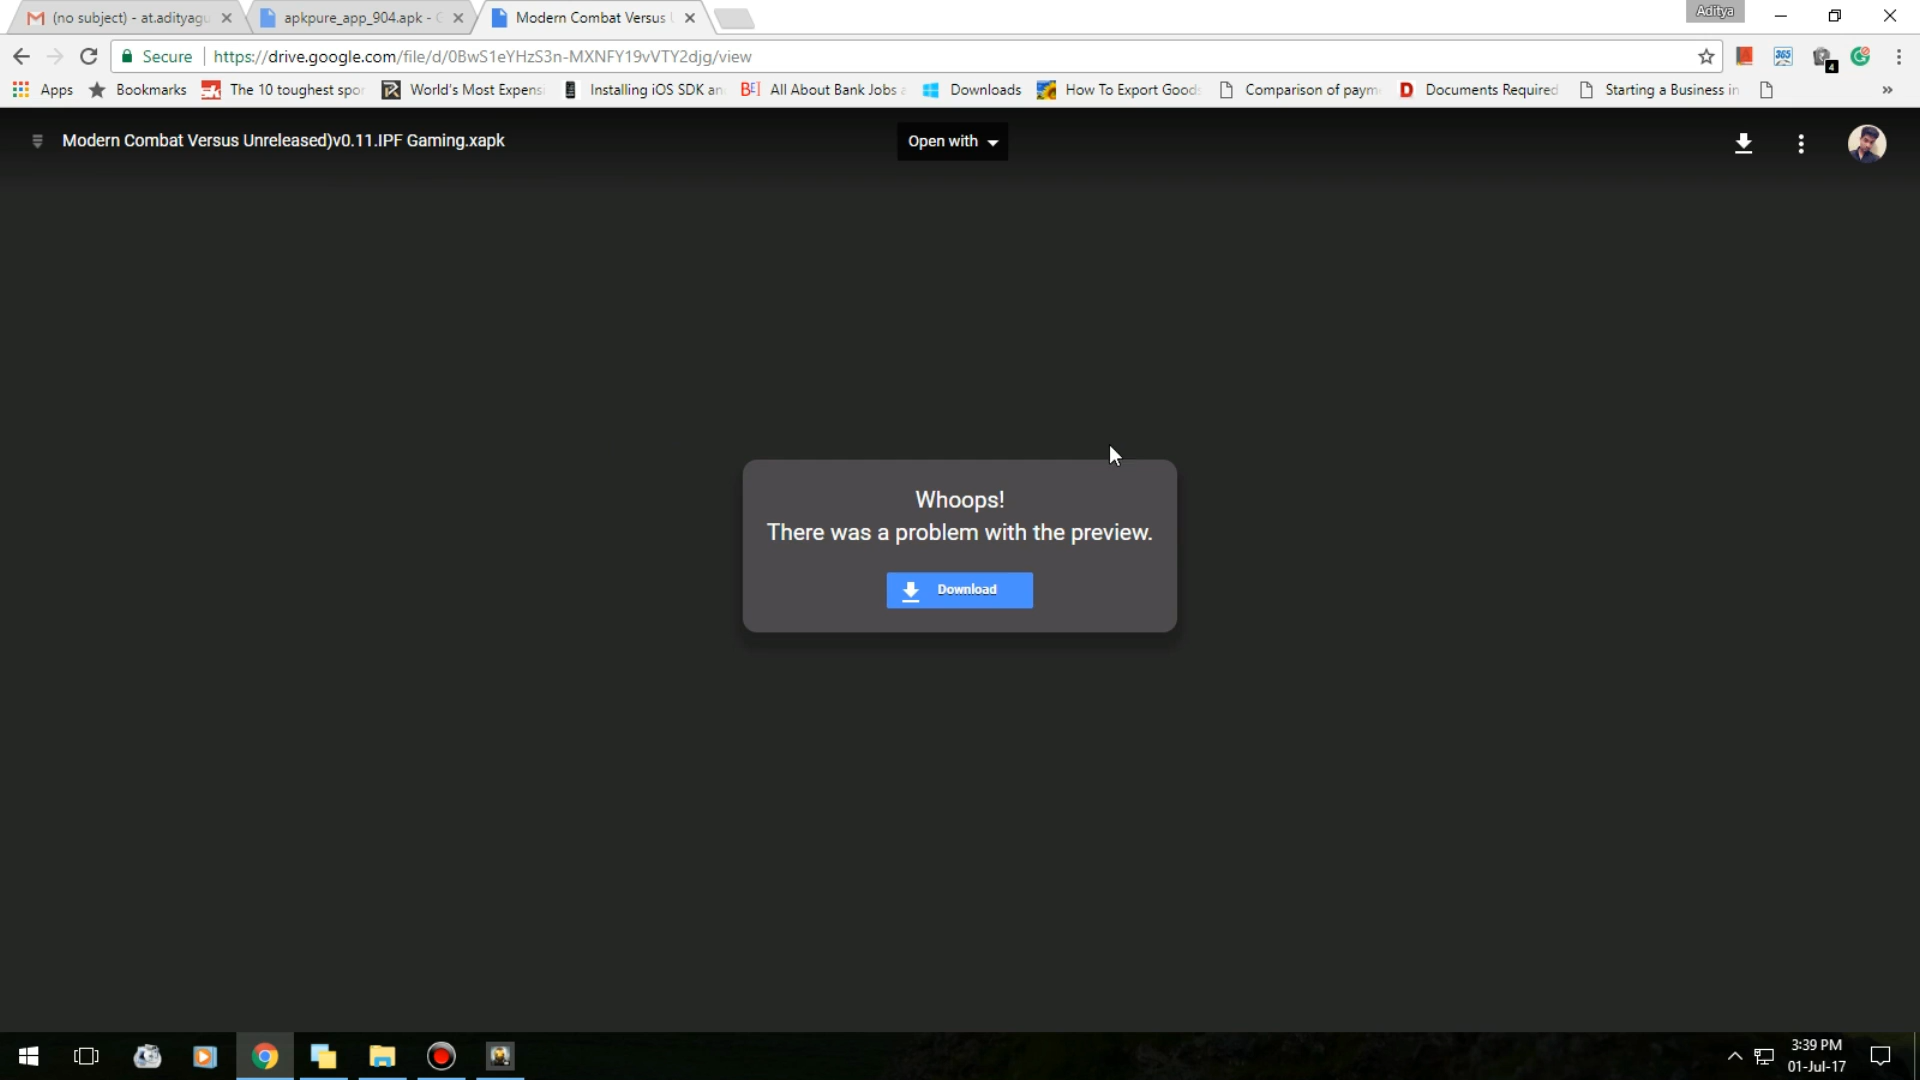 (no subject) - at.adityagu
apkpure_app_904.apk - G
Modern Combat Versus U
Aditya
Secure
https://drive.google.com/file/d/0BwS1eYHzS3n-MXNFY19vVTY2djg/view
4
Apps
Bookmarks
The 10 toughest spor
World's Most Expens
Installing iOS SDK an
All About Bank Jobs a
Downloads
How To Export Goods
Comparison of paym
Documents Required
Starting a Business in
»
Modern Combat Versus Unreleased)v0.11.IPF Gaming.xapk
Open with
Whoops!
There was a problem with the preview.
Download
3:39 PM
01-Jul-17